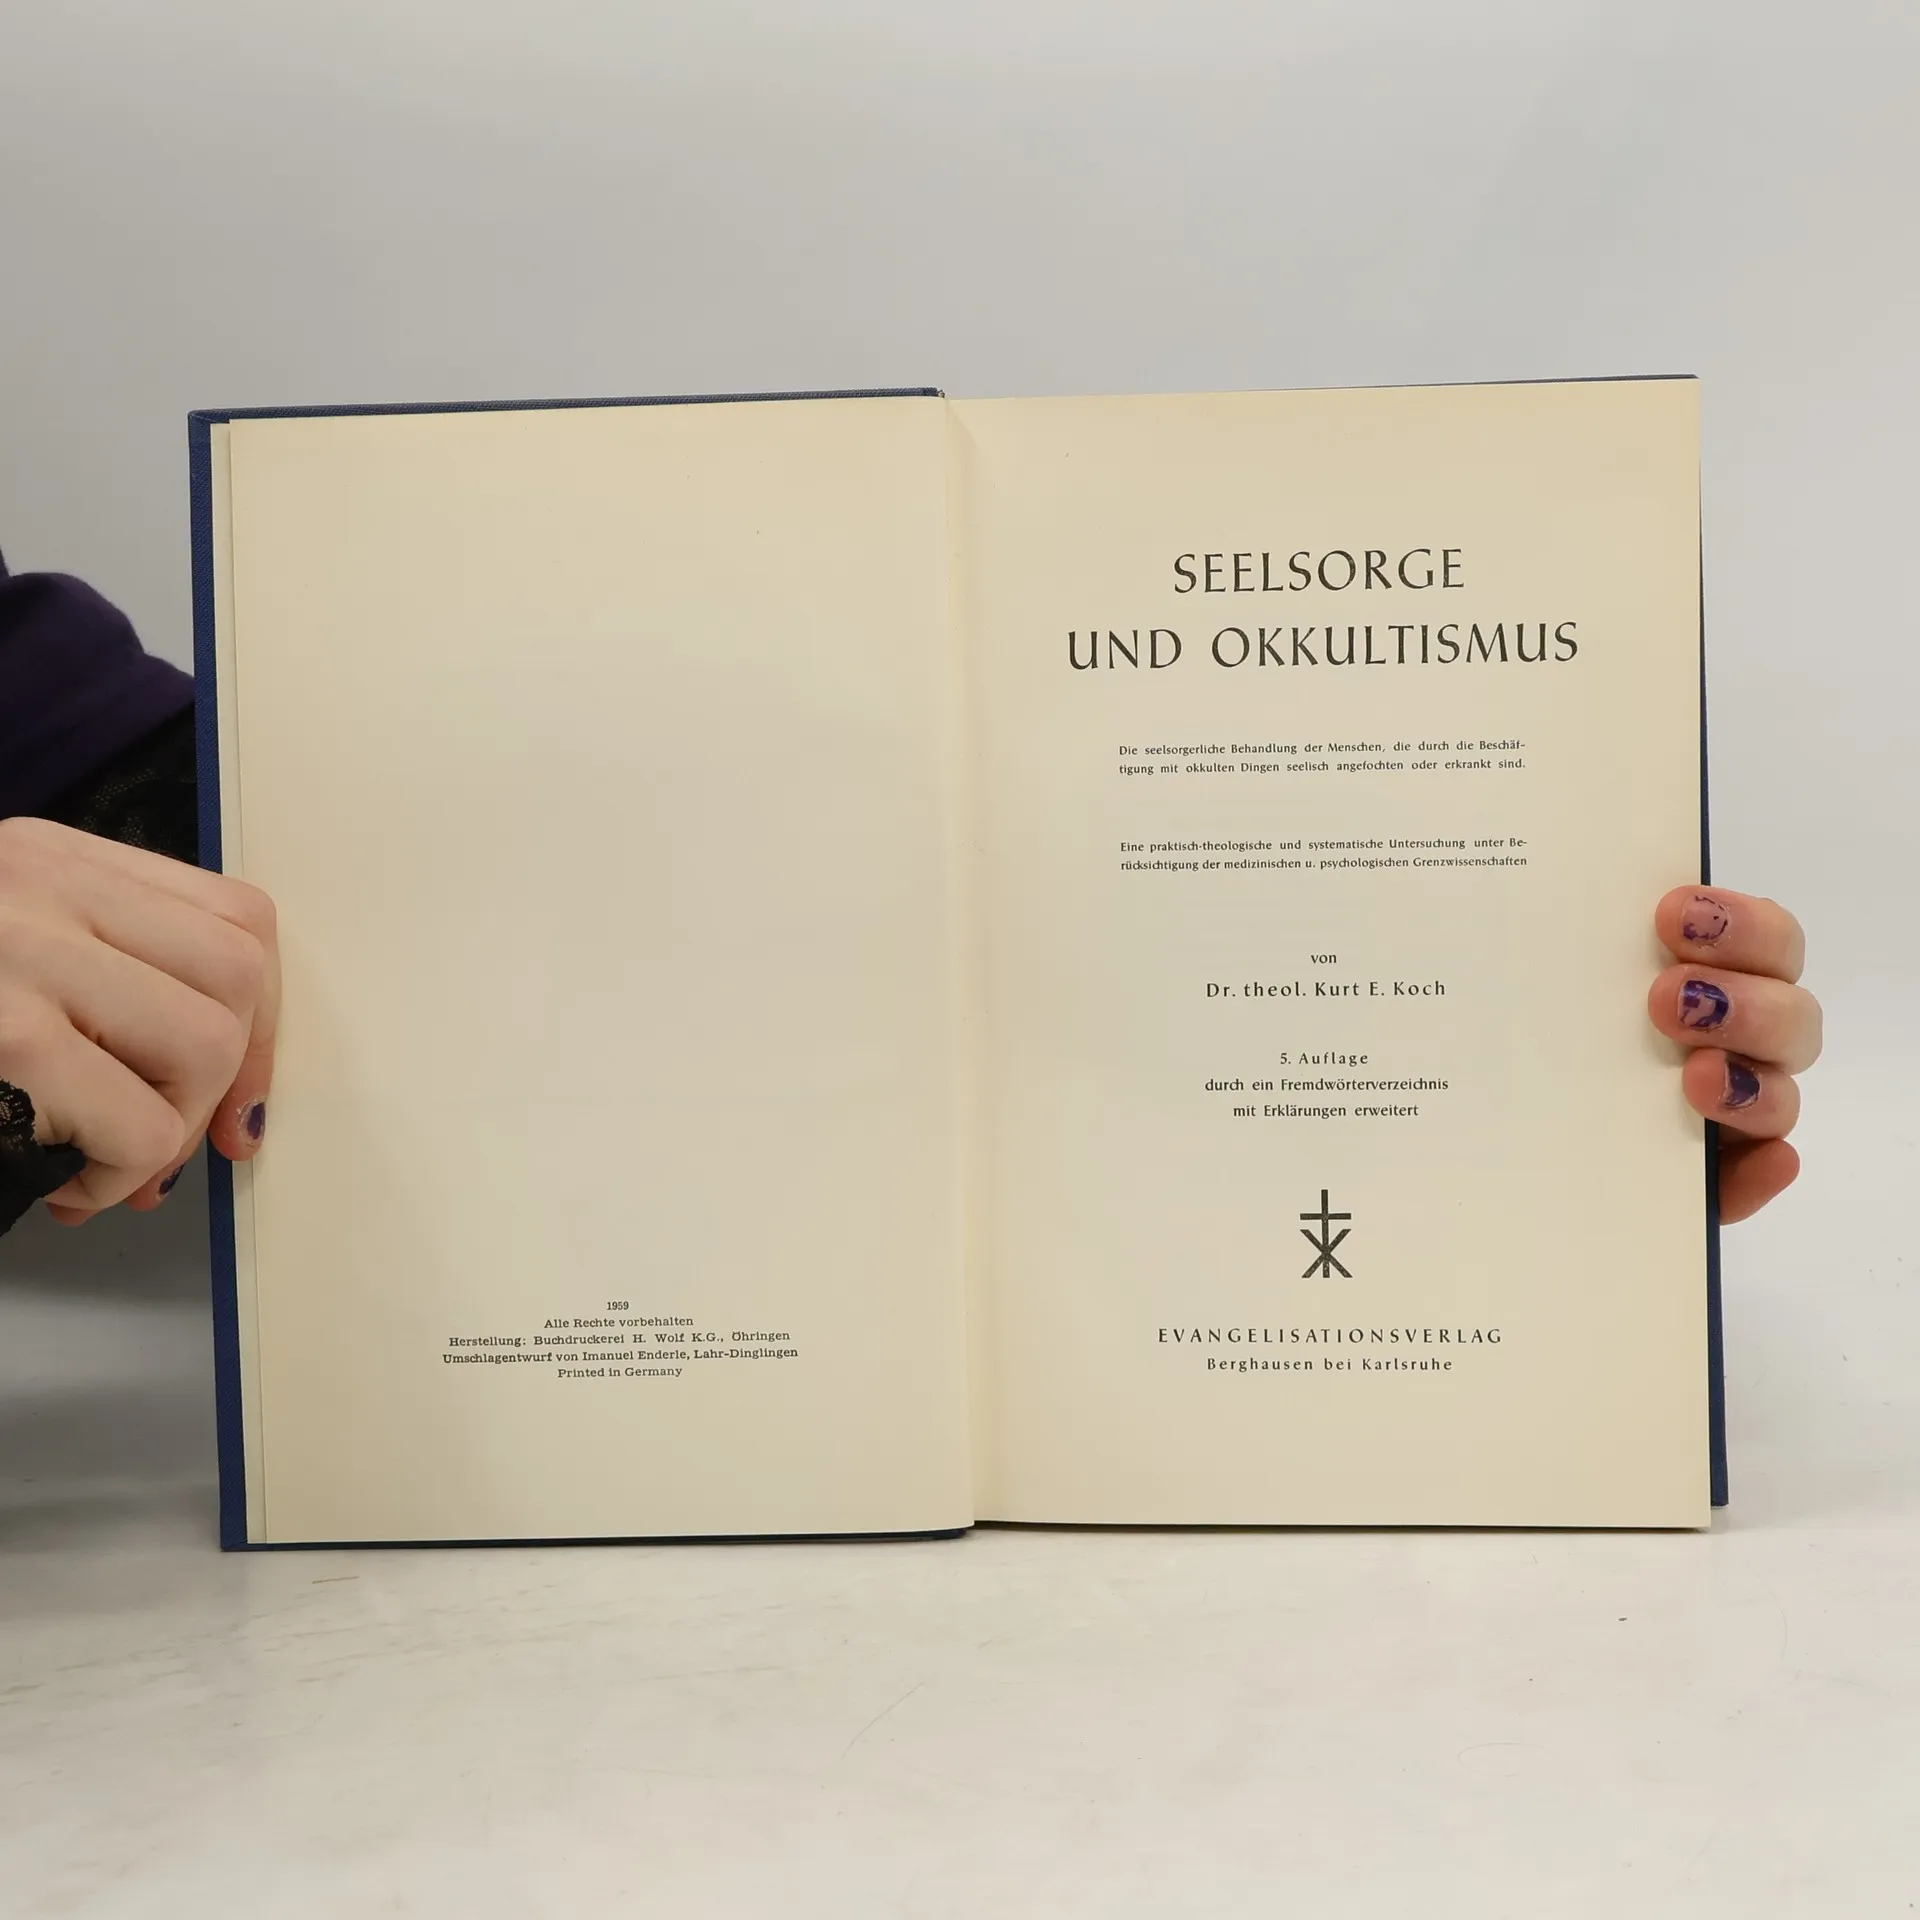 1959
Alle Rechte vorbehalten
Herstellung: Buchdruckerei H. Wolf K.G., Öhringen
Umschlagentwurf von Imanuel Enderle, Lahr-Dinglingen
Printed in Germany
SEELSORGE
UND OKKULTISMUS
Die seelsorgerliche Behandlung der Menschen, die durch die Beschäf-
tigung mit okkulten Dingen seelisch angefochten oder erkrankt sind.
Eine praktisch-theologische und systematische Untersuchung unter Be-
rücksichtigung der medizinischen u. psychologischen Grenzwissenschaften
von
Dr. theol. Kurt E. Koch
5. Auflage
durch ein Fremdwörterverzeichnis
mit Erklärungen erweitert
EVANGELISATIONSVERLAG
Berghausen bei Karlsruhe